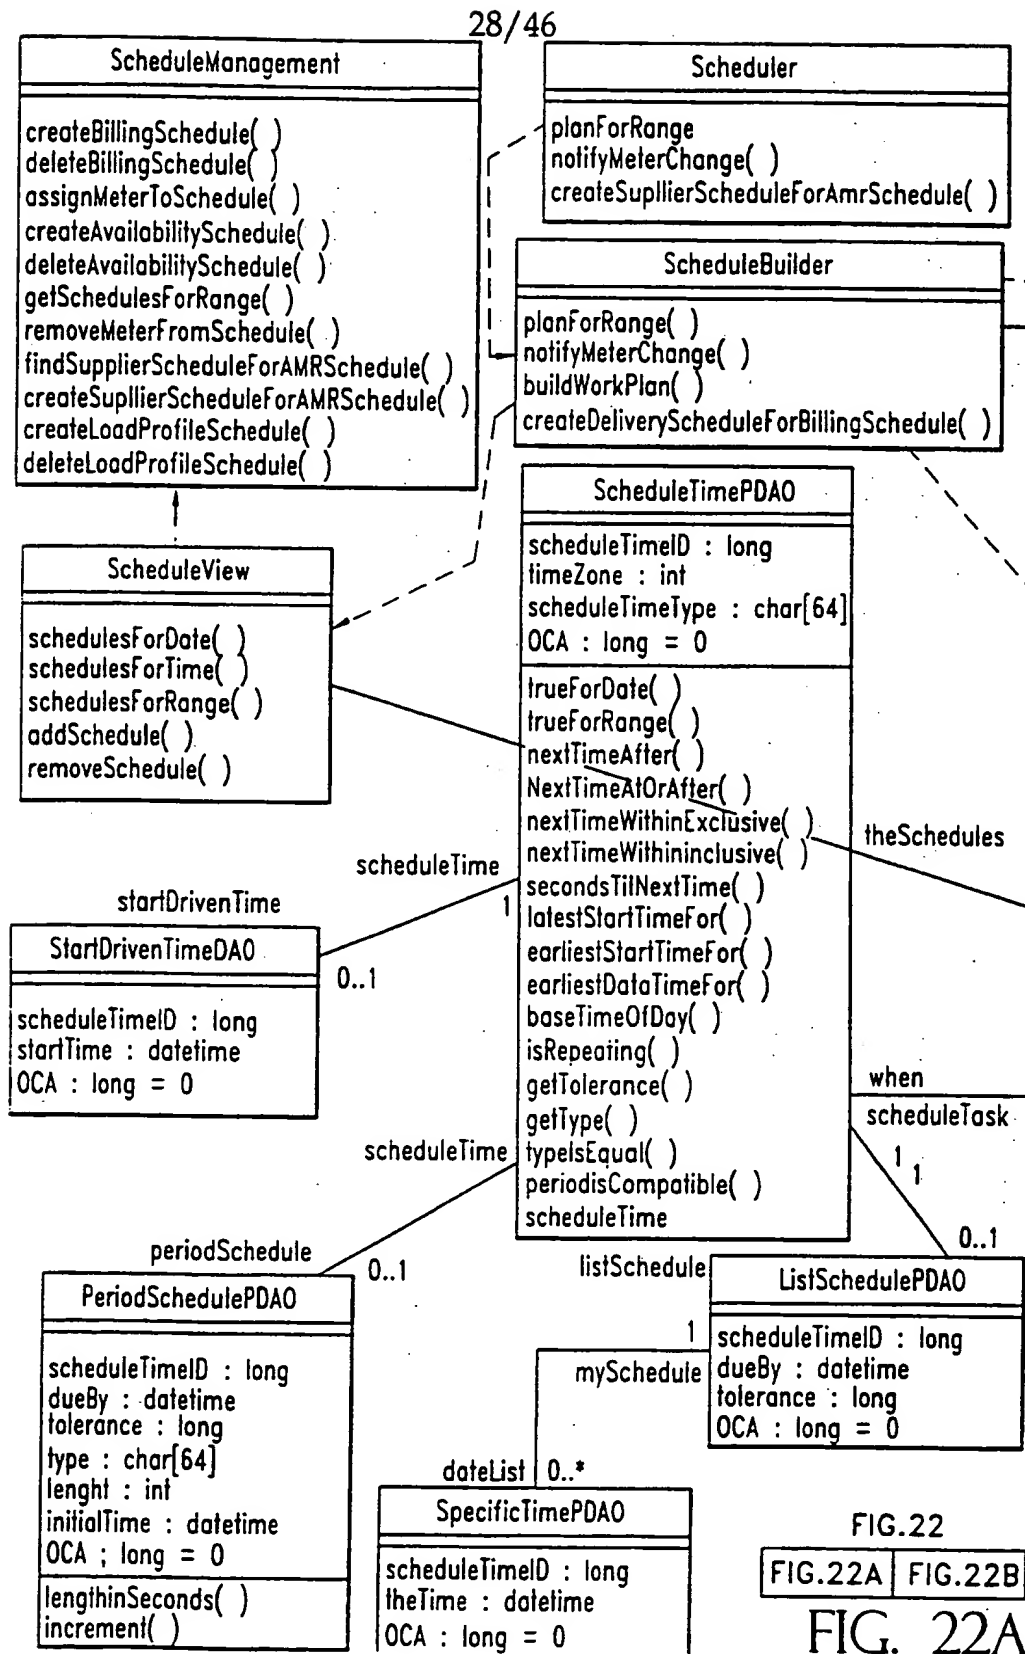 28/46
ScheduleManagement
createBillingSchedule( )
deleteBillingSchedule( )
assignMeterToSchedule( )
createAvailabilitySchedule( )
deleteAvailabilitySchedule( )
getSchedulesForRange( )
removeMeterFromSchedule( )
findSupplierScheduleForAMRSchedule( )
createSupllierScheduleForAMRSchedule( )
createLoadProfileSchedule( )
deleteLoadProfileSchedule( )
Scheduler
planForRange
notifyMeterChange( )
createSupllierScheduleForAmrSchedule( )
ScheduleBuilder
planForRange( )
notifyMeterChange( )
buildWorkPlan( )
createDeliveryScheduleForBillingSchedule( )
ScheduleView
schedulesForDate( )
schedulesForTime( )
schedulesForRange( )
addSchedule( )
removeSchedule( )
ScheduleTimePDAO
scheduleTimeID : long
timeZone : int
scheduleTimeType : char[64]
OCA : long = 0
trueForDate( )
trueForRange( )
nextTimeAfter( )
NextTimeAtOrAfter( )
nextTimeWithinExclusive( )
nextTimeWithininclusive( )
secondsTilNextTime( )
latestStartTimeFor( )
earliestStartTimeFor( )
earliestDataTimeFor( )
baseTimeOfDay( )
isRepeating( )
getTolerance( )
getType( )
typeIsEqual( )
periodisCompatible( )
scheduleTime
theSchedules
scheduleTime
1
startDrivenTime
0..1
StartDrivenTimeDAO
scheduleTimeID : long
startTime : datetime
OCA : long = 0
when
scheduleTask
1
1
0..1
scheduleTime
periodSchedule
0..1
PeriodSchedulePDAO
scheduleTimeID : long
dueBy : datetime
tolerance : long
type : char[64]
lenght : int
initialTime : datetime
OCA ; long = 0
lengthinSeconds( )
increment( )
listSchedule
ListSchedulePDAO
scheduleTimeID : long
dueBy : datetime
tolerance : long
OCA : long = 0
1
mySchedule
dateList
0..*
SpecificTimePDAO
scheduleTimeID : long
theTime : datetime
OCA : long = 0
FIG.22
FIG.22A FIG.22B
FIG. 22A